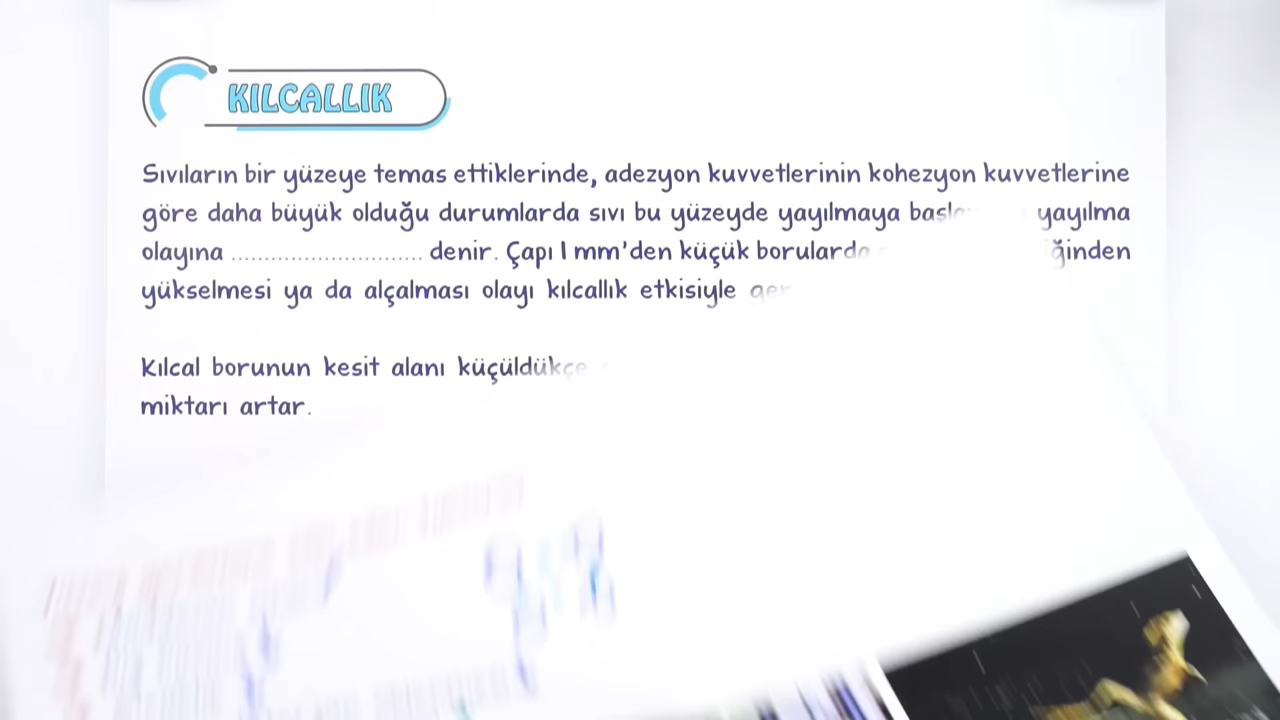 KILCALLIK
Sıvıların bir yüzeye temas ettiklerinde, adezyon kuvvetlerinin kohezyon kuvvetlerine
göre daha büyük olduğu durumlarda sıvı bu yüzeyde yayılmaya yayılma
olayına ............................. denir. Çapı 1 mm'den küçük borularda
yükselmesi ya da alçalması olayı kılcallık etkisiyle
Kılcal borunun kesit alanı küçüldükçe
miktarı artar.